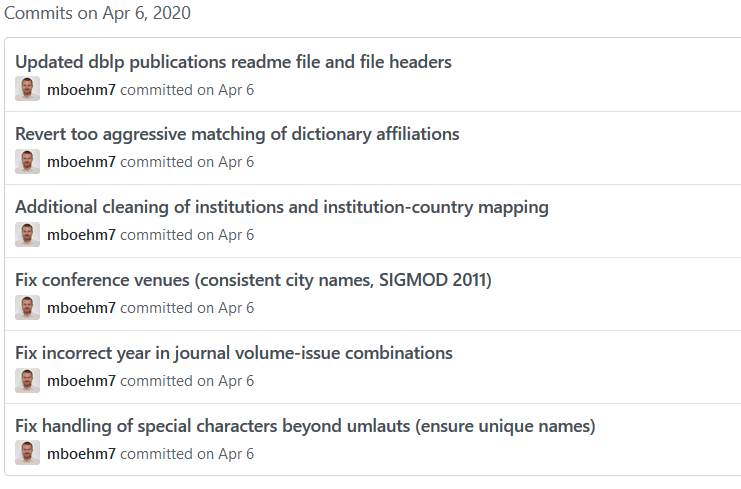 Commits on Apr 6, 2020
Updated dblp publications readme file and file headers
mboehm7 committed on Apr 6
Revert too aggressive matching of dictionary affiliations
mboehm7 committed on Apr 6
Additional cleaning of institutions and institution-country mapping
mboehm7 committed on Apr 6
Fix conference venues (consistent city names, SIGMOD 2011)
mboehm7 committed on Apr 6
Fix incorrect year in journal volume-issue combinations
mboehm7 committed on Apr 6
Fix handling of special characters beyond umlauts (ensure unique names)
mboehm7 committed on Apr 6